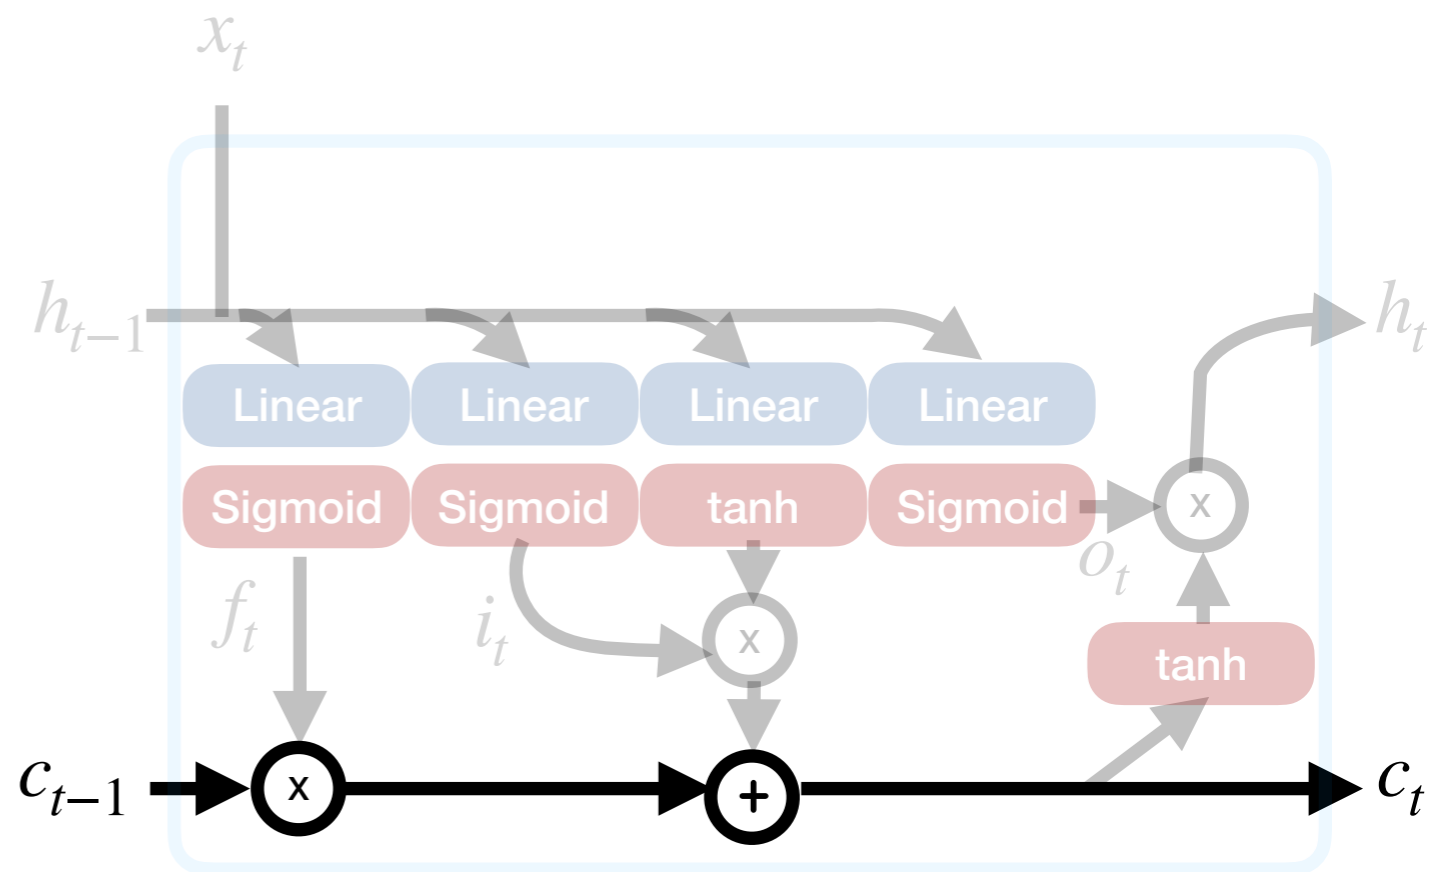 x_t
h_{t-1}
h_t
Linear Linear Linear Linear
Sigmoid Sigmoid tanh Sigmoid
x
o_t
f_t
i_t
x
tanh
c_{t-1}
x
+
c_t